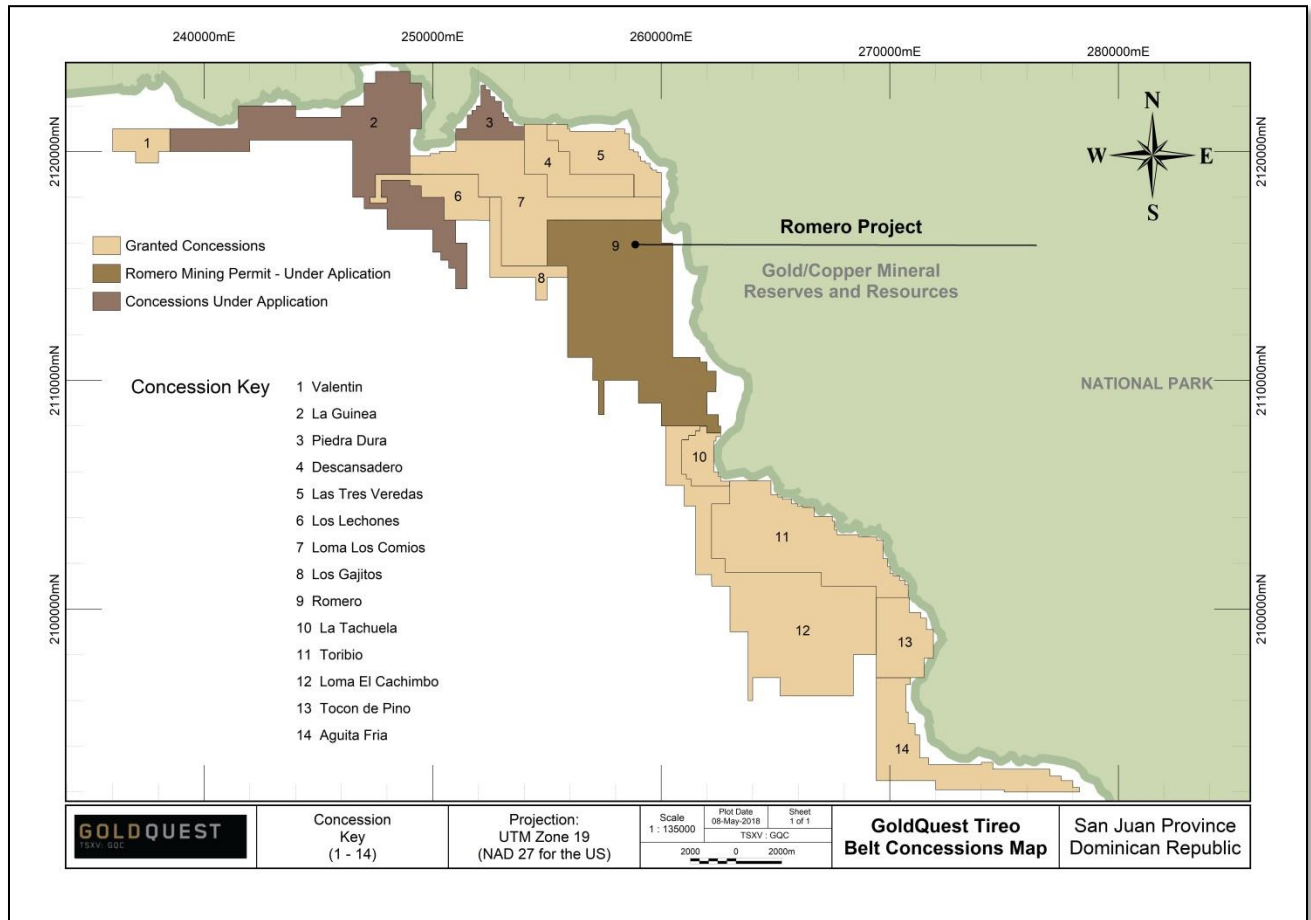 240000mE
250000mE
260000mE
270000mE
280000mE
2120000mN
2110000mN
2100000mN
2120000mN
2110000mN
2100000mN
N
W E
S
1
2
3
4
5
6
7
8
9
10
11
12
13
14
Romero Project
Gold/Copper Mineral
Reserves and Resources
NATIONAL PARK
Granted Concessions
Romero Mining Permit - Under Aplication
Concessions Under Application
Concession Key
1 Valentin
2 La Guinea
3 Piedra Dura
4 Descansadero
5 Las Tres Veredas
6 Los Lechones
7 Loma Los Comios
8 Los Gajitos
9 Romero
10 La Tachuela
11 Toribio
12 Loma El Cachimbo
13 Tocon de Pino
14 Aguita Fria
GOLDQUEST
TSXV: GQC
Concession
Key
(1 - 14)
Projection:
UTM Zone 19
(NAD 27 for the US)
Scale
1 : 135000
Plot Date
08-May-2018
Sheet
1 of 1
TSXV : GQC
2000 0 2000m
GoldQuest Tireo
Belt Concessions Map
San Juan Province
Dominican Republic